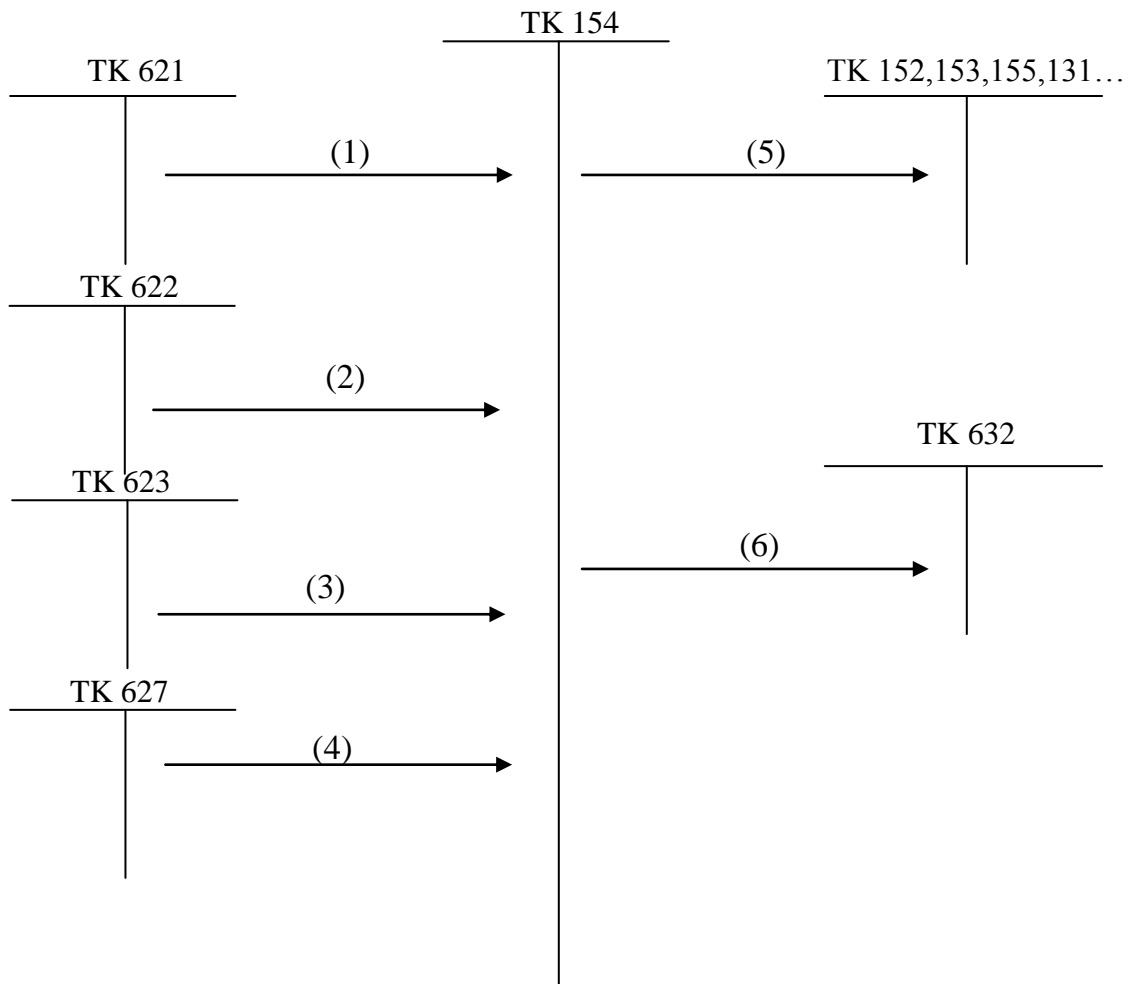 TK 154
TK 621
TK 152,153,155,131…
(1)
(5)
TK 622
(2)
TK 632
TK 623
(6)
(3)
TK 627
(4)